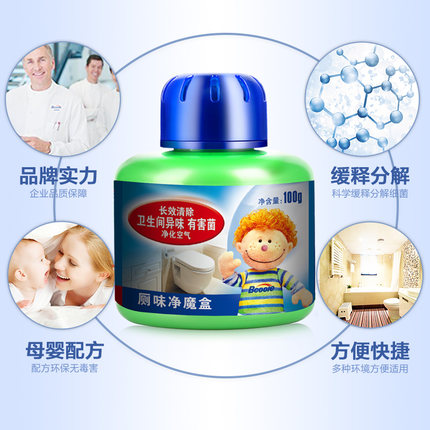 品牌实力
企业品质保障
缓释分解
科学缓释分解细菌
净含量:100g
长效清除
卫生间异味 有害菌
净化空气
Booole
厕味净魔盒
母婴配方
配方环保无毒害
方便快捷
多种环境方便适用